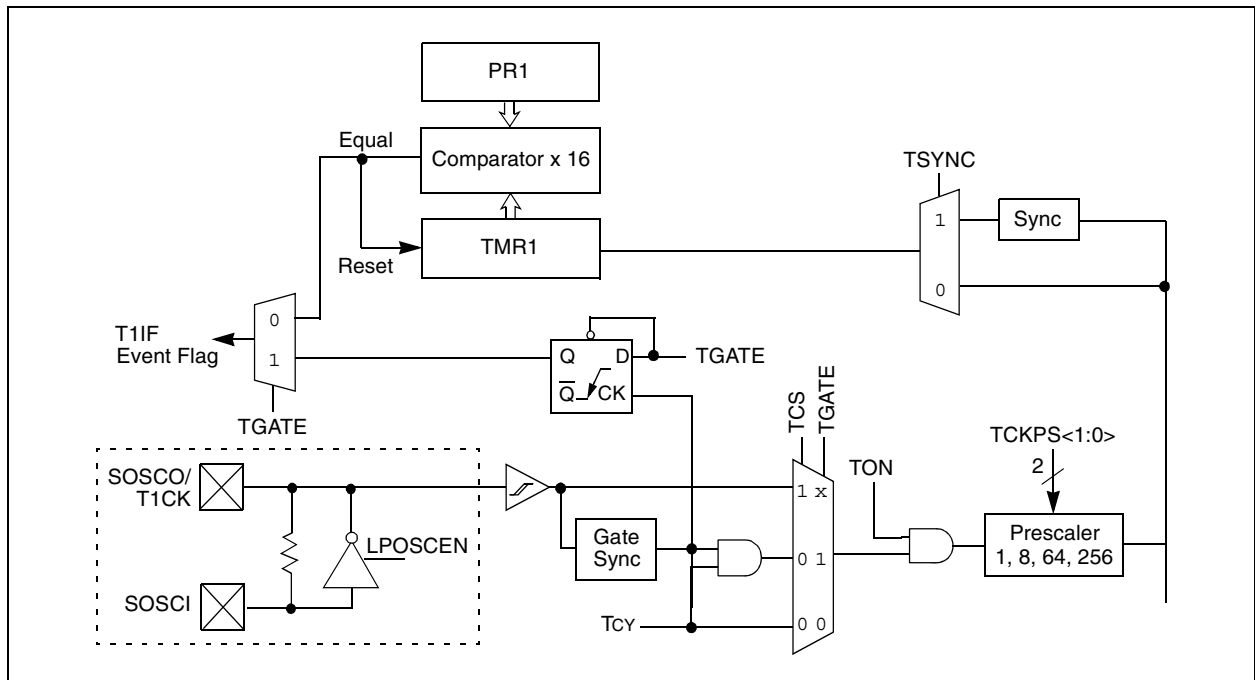 PR1
Equal
Comparator x 16
TSYNC
1
Sync
TMR1
Reset
0
0
T1IF
Event Flag
1
Q
D
TGATE
Q
CK
TGATE
TCS
TGATE
TCKPS<1:0>
2
SOSCO/
T1CK
TON
1 x
LPOSCEN
Gate
Sync
0 1
Prescaler
1, 8, 64, 256
SOSCI
TCY
0 0